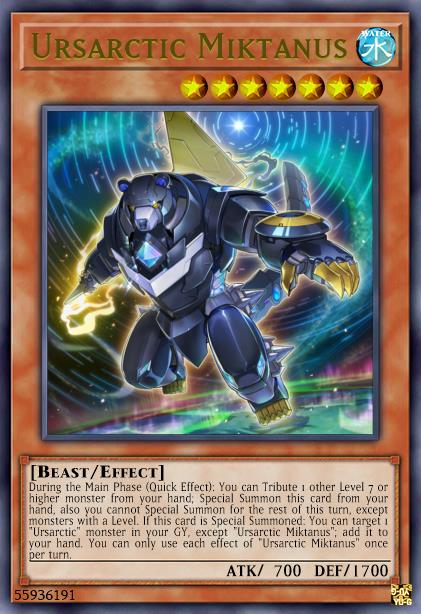 URSARCTIC MIKTANUS
WATER
水
[BEAST/EFFECT]
During the Main Phase (Quick Effect): You can Tribute 1 other Level 7 or
higher monster from your hand; Special Summon this card from your
hand, also you cannot Special Summon for the rest of this turn, except
monsters with a Level. If this card is Special Summoned: You can target 1
"Ursarctic" monster in your GY, except "Ursarctic Miktanus"; add it to
your hand. You can only use each effect of "Ursarctic Miktanus" once
per turn.
ATK/ 700 DEF/1700
55936191